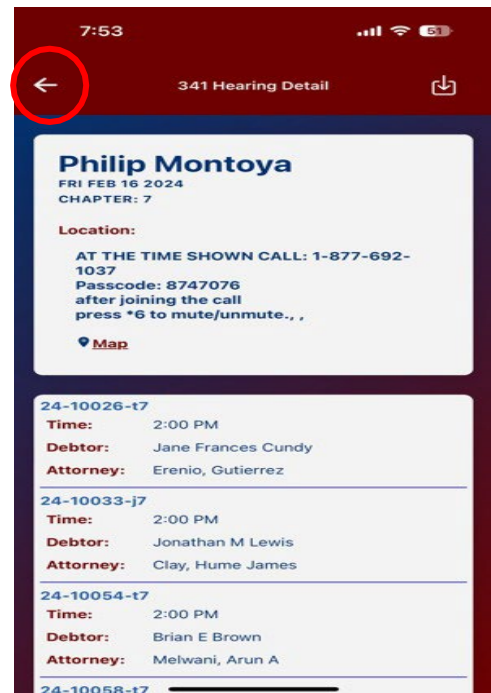 7:53
51
341 Hearing Detail
Philip Montoya
FRI FEB 16 2024
CHAPTER: 7
Location:
AT THE TIME SHOWN CALL: 1-877-692-
1037
Passcode: 8747076
after joining the call
press *6 to mute/unmute., ,
Map
24-10026-t7
Time: 2:00 PM
Debtor: Jane Frances Cundy
Attorney: Erenio, Gutierrez
24-10033-j7
Time: 2:00 PM
Debtor: Jonathan M Lewis
Attorney: Clay, Hume James
24-10054-t7
Time: 2:00 PM
Debtor: Brian E Brown
Attorney: Melwani, Arun A
24-10058-t7